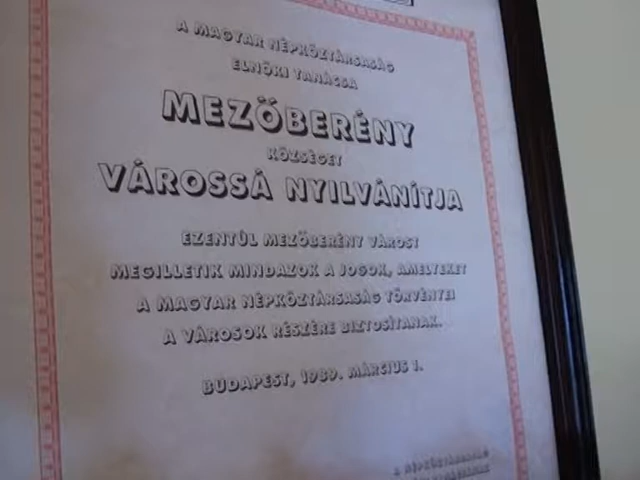 A MAGYAR NÉPKÖZTÁRSASÁG
ELNÖKI TANÁCSA
MEZŐBERÉNY
KÖZSÉGET
VÁROSSÁ NYILVÁNÍTJA
EZENTÚL MEZŐBERÉNY VÁROST
MEGILLETIK MINDAZOK A JOGOK, AMELYEKET
A MAGYAR NÉPKÖZTÁRSASÁG TÖRVÉNYEI
A VÁROSOK RÉSZÉRE BIZTOSÍTANAK.
BUDAPEST, 1989. MÁRCIUS 1.
A NÉPKÖZTÁRSASÁG